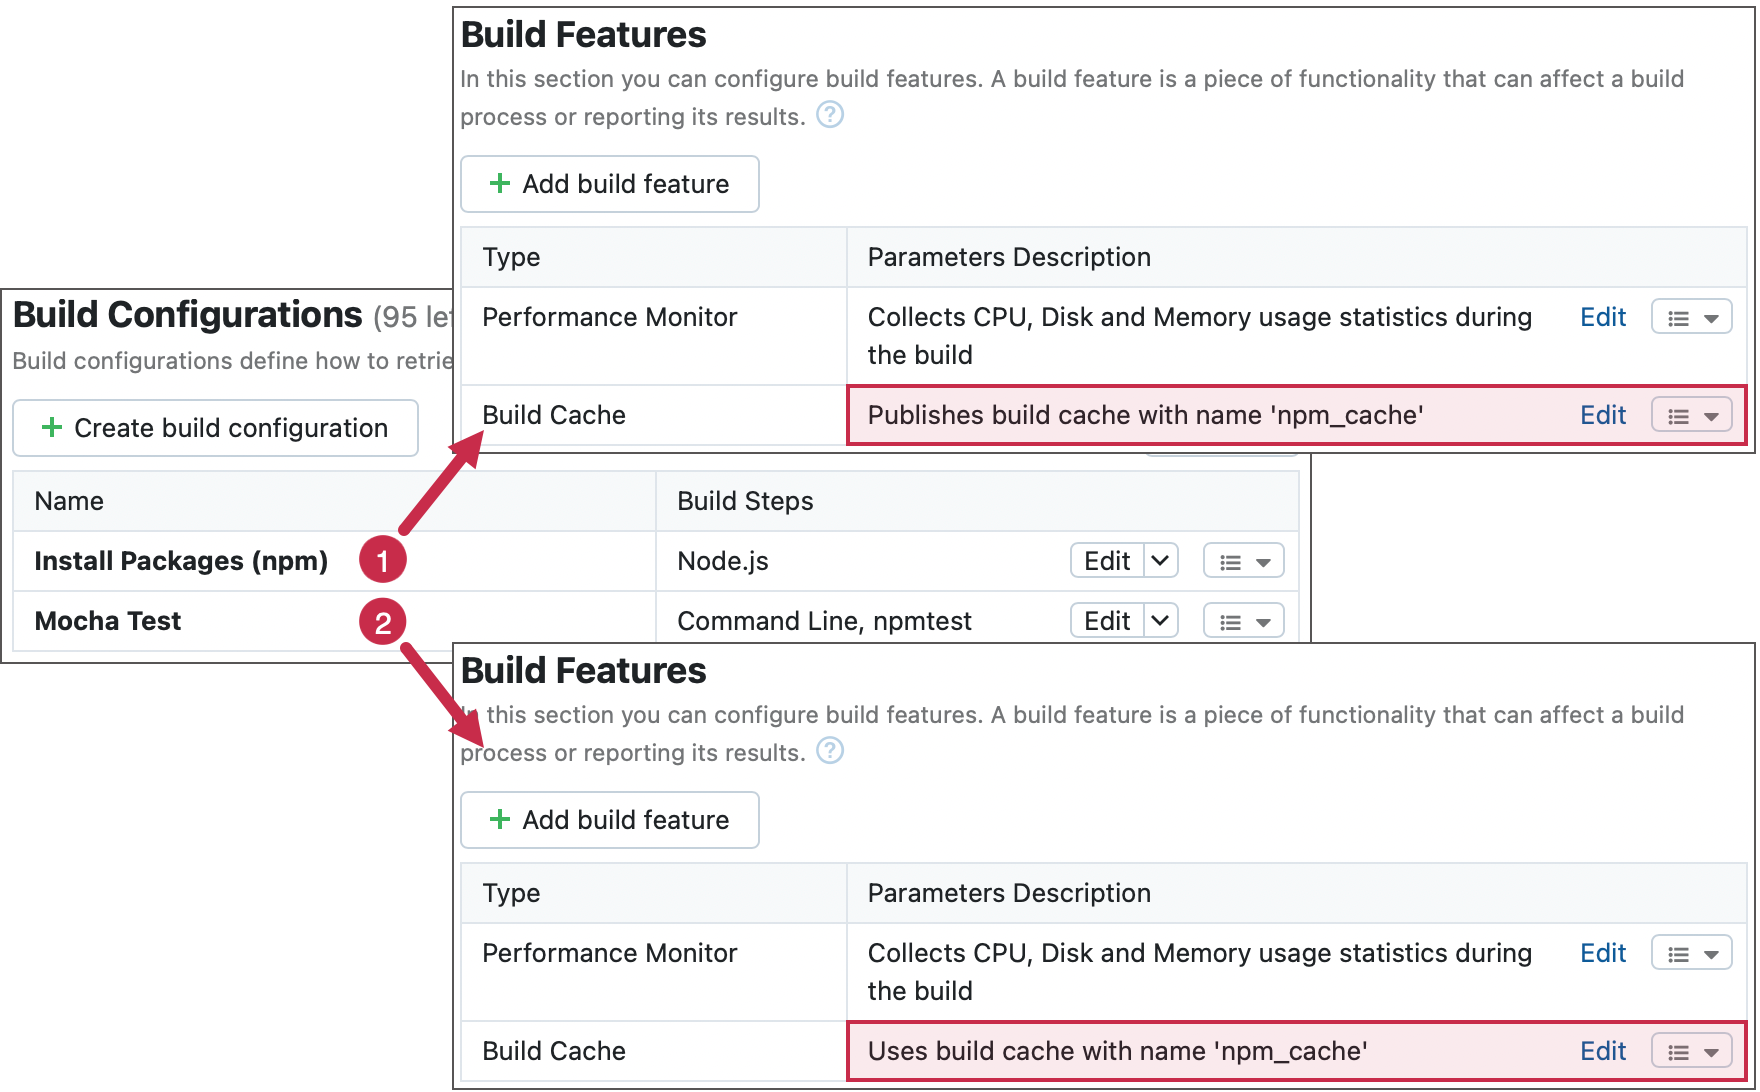 Build Features
In this section you can configure build features. A build feature is a piece of functionality that can affect a build
process or reporting its results. ?
+ Add build feature
Type Parameters Description
Performance Monitor Collects CPU, Disk and Memory usage statistics during Edit
the build
Build Cache Publishes build cache with name 'npm_cache' Edit
Build Configurations (95
Build configurations define how to
+ Create build configuration
Name Build Steps
Install Packages (npm) 1 Node.js Edit
Mocha Test 2 Command Line, npmtest Edit
Build Features
In this section you can configure build features. A build feature is a piece of functionality that can affect a build
process or reporting its results. ?
+ Add build feature
Type Parameters Description
Performance Monitor Collects CPU, Disk and Memory usage statistics during Edit
the build
Build Cache Uses build cache with name 'npm_cache' Edit